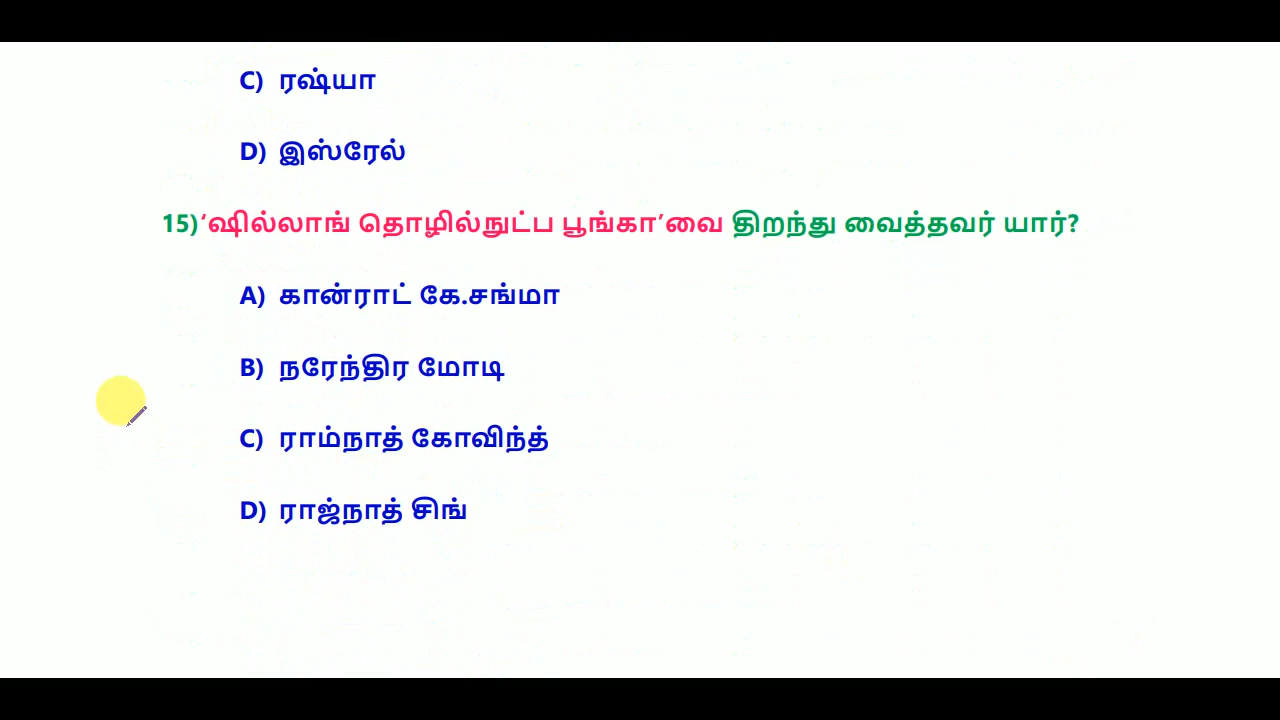 C) ரஷ்யா
D) இஸ்ரேல்
15) ‘ஷில்லாங் தொழில்நுட்ப பூங்கா’வை திறந்து வைத்தவர் யார்?
A) கான்ராட் கே.சங்மா
B) நரேந்திர மோடி
C) ராம்நாத் கோவிந்த்
D) ராஜ்நாத் சிங்